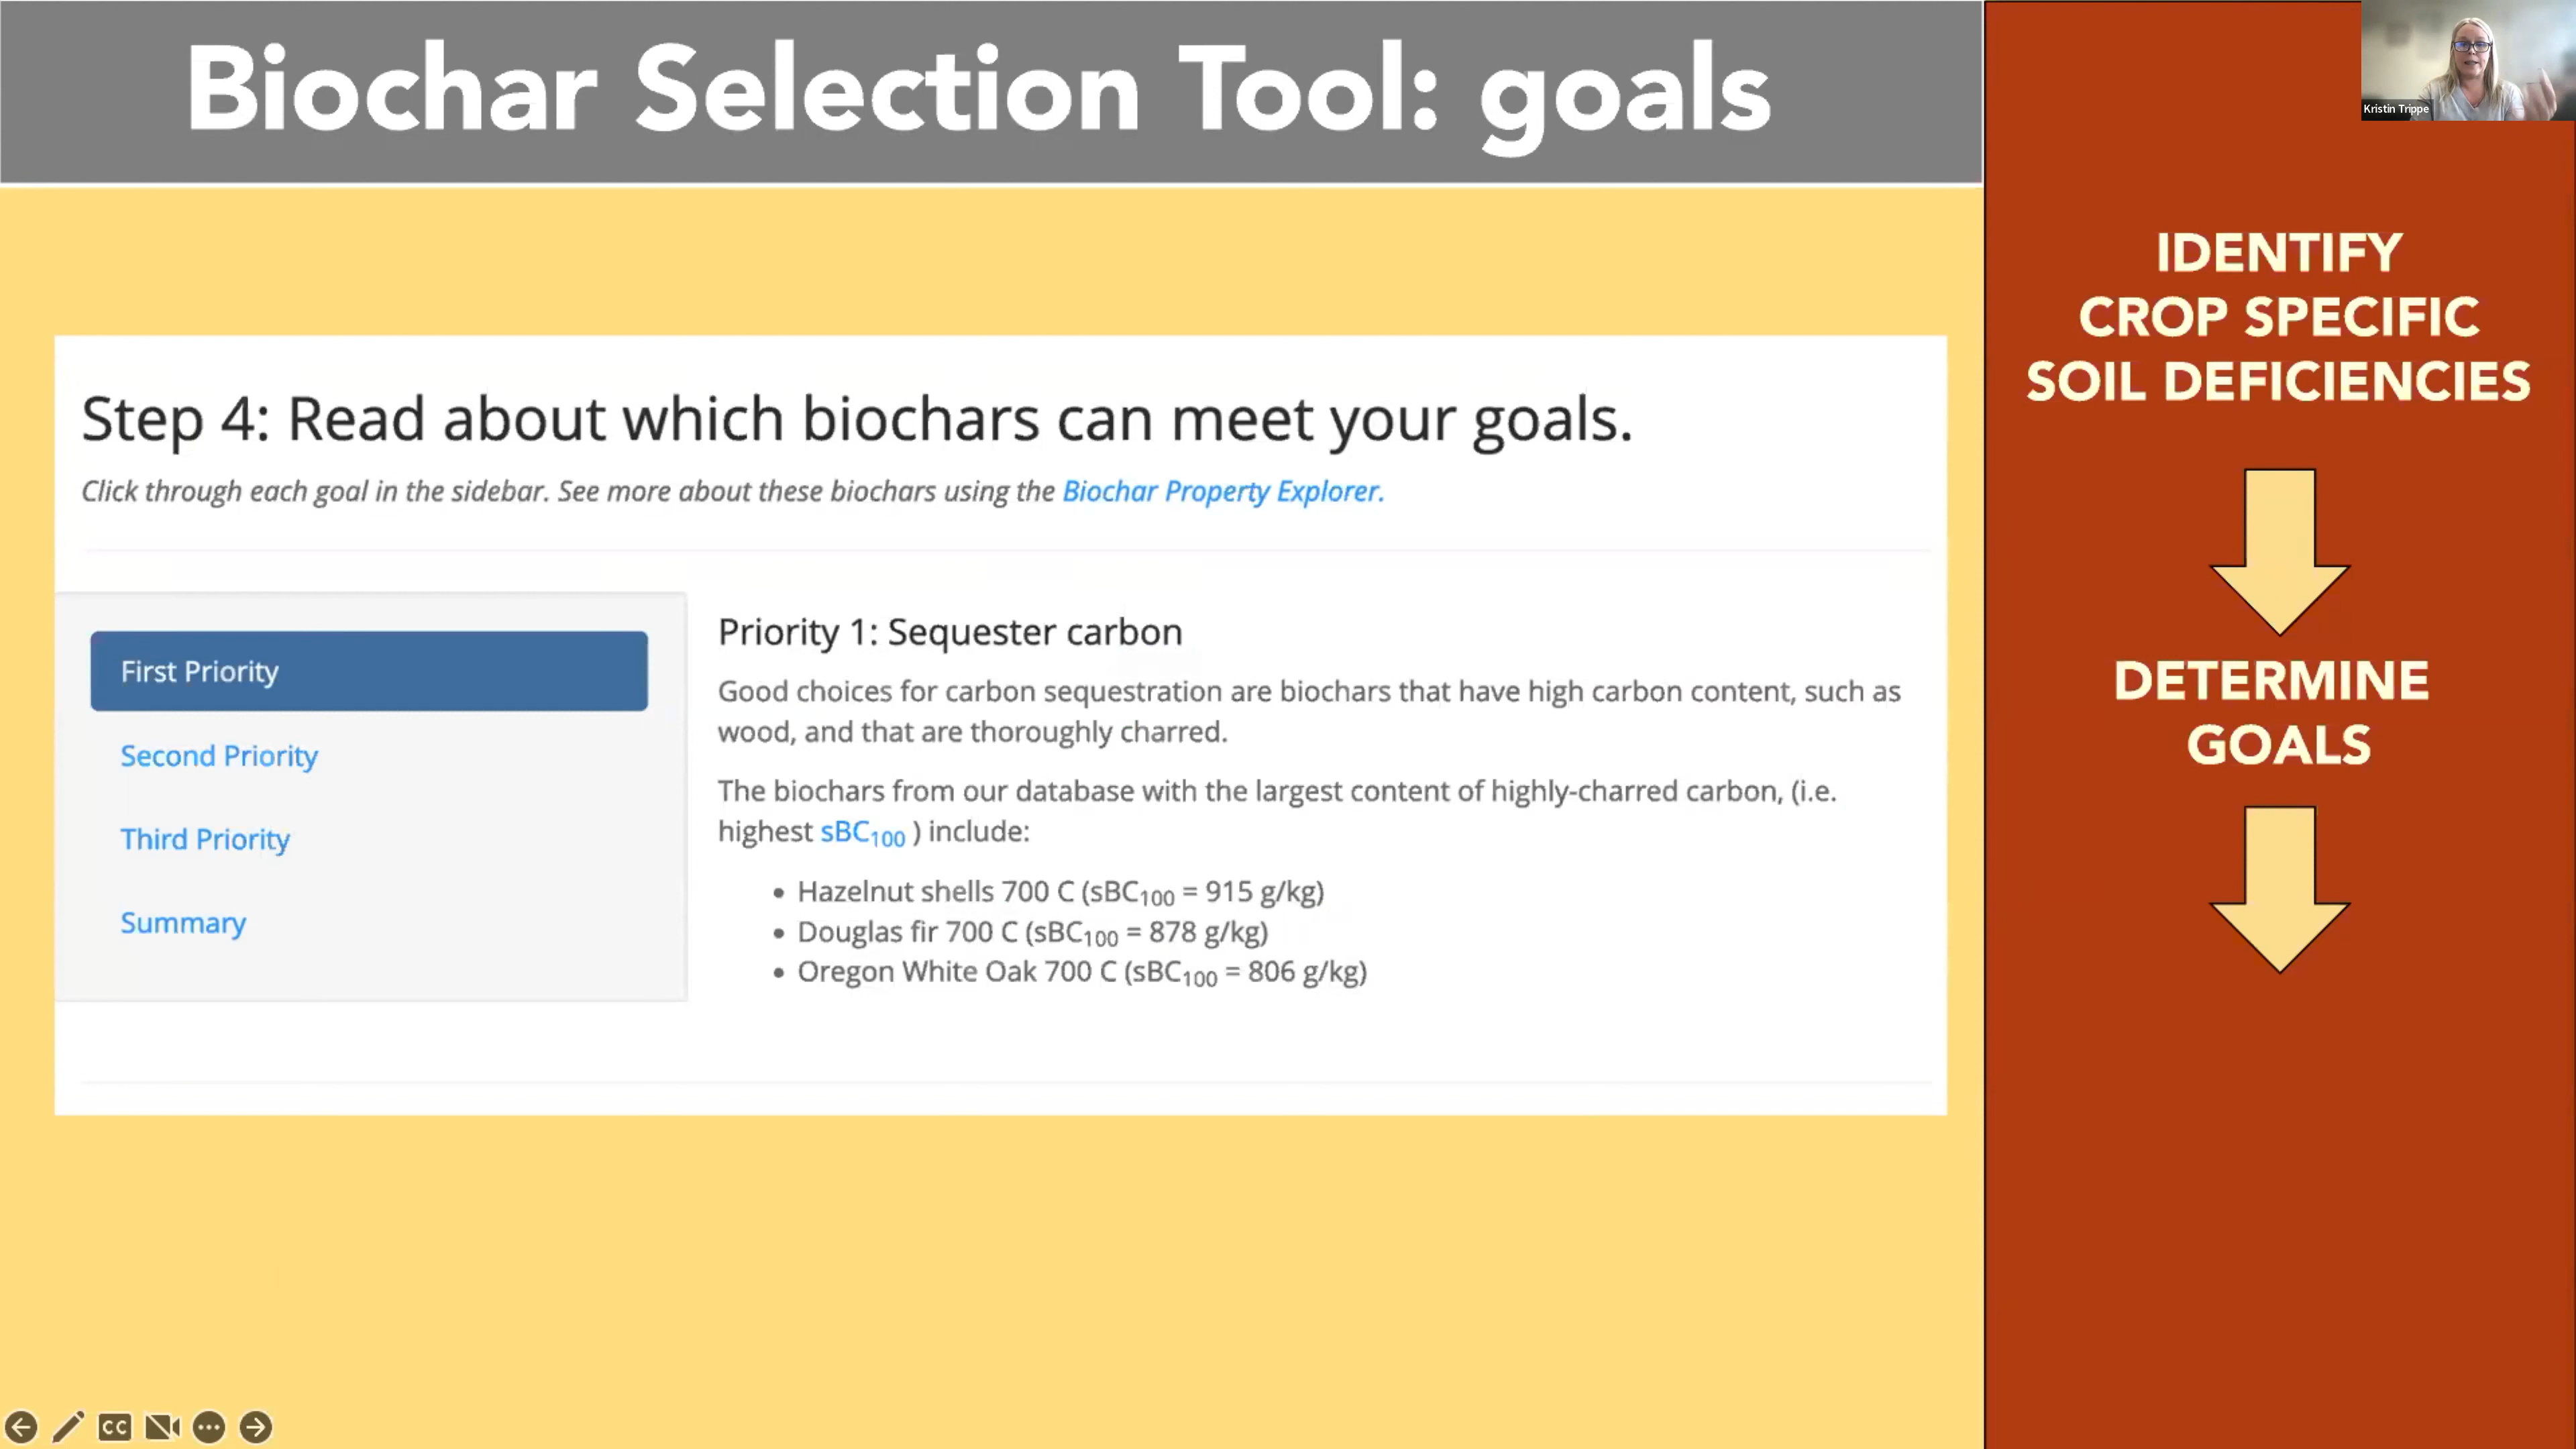 Biochar Selection Tool: goals
Kristin Trippe
IDENTIFY
CROP SPECIFIC
SOIL DEFICIENCIES
DETERMINE
GOALS
Step 4: Read about which biochars can meet your goals.
Click through each goal in the sidebar. See more about these biochars using the Biochar Property Explorer.
First Priority
Second Priority
Third Priority
Summary
Priority 1: Sequester carbon
Good choices for carbon sequestration are biochars that have high carbon content, such as
wood, and that are thoroughly charred.
The biochars from our database with the largest content of highly-charred carbon, (i.e.
highest sBC₁₀₀ ) include:
• Hazelnut shells 700 C (sBC₁₀₀ = 915 g/kg)
• Douglas fir 700 C (sBC₁₀₀ = 878 g/kg)
• Oregon White Oak 700 C (sBC₁₀₀ = 806 g/kg)
CC